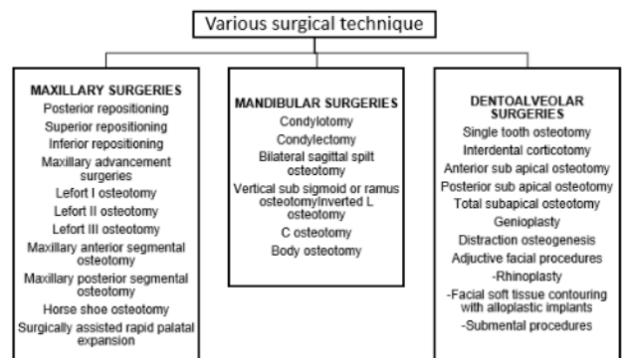 Various surgical technique
MAXILLARY SURGERIES
Posterior repositioning
Superior repositioning
Inferior repositioning
Maxillary advancement
surgeries
Lefort I osteotomy
Lefort II osteotomy
Lefort III osteotomy
Maxillary anterior segmental
osteotomy
Maxillary posterior segmental
osteotomy
Horse shoe osteotomy
Surgically assisted rapid palatal
expansion
MANDIBULAR SURGERIES
Condylotomy
Condylectomy
Bilateral sagittal spilt
osteotomy
Vertical sub sigmoid or ramus
osteotomyInverted L
osteotomy
C osteotomy
Body osteotomy
DENTOALVEOLAR
SURGERIES
Single tooth osteotomy
Interdental corticotomy
Anterior sub apical osteotomy
Posterior sub apical osteotomy
Total subapical osteotomy
Genioplasty
Distraction osteogenesis
Adjuctive facial procedures
-Rhinoplasty
-Facial soft tissue contouring
with alloplastic implants
-Submental procedures